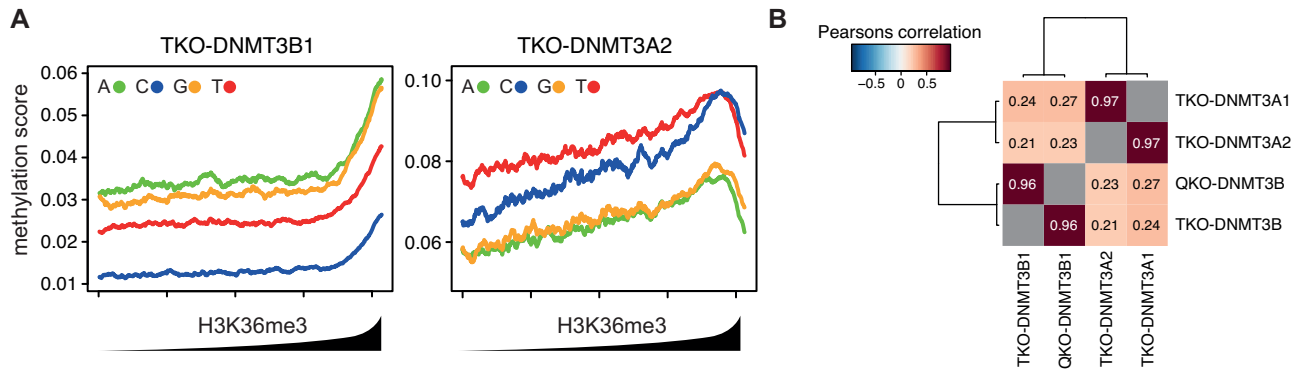 A
TKO-DNMT3B1
TKO-DNMT3A2
methylation score
0.06
0.05
0.04
0.03
0.02
0.01
A C G T
0.10
0.08
0.06
A C G T
H3K36me3
H3K36me3
B
Pearsons correlation
−0.5 0 0.5
0.24 0.27 0.97 TKO-DNMT3A1
0.21 0.23 0.97 TKO-DNMT3A2
0.96 0.23 0.27 QKO-DNMT3B
0.96 0.21 0.24 TKO-DNMT3B
TKO-DNMT3B1
QKO-DNMT3B1
TKO-DNMT3A2
TKO-DNMT3A1